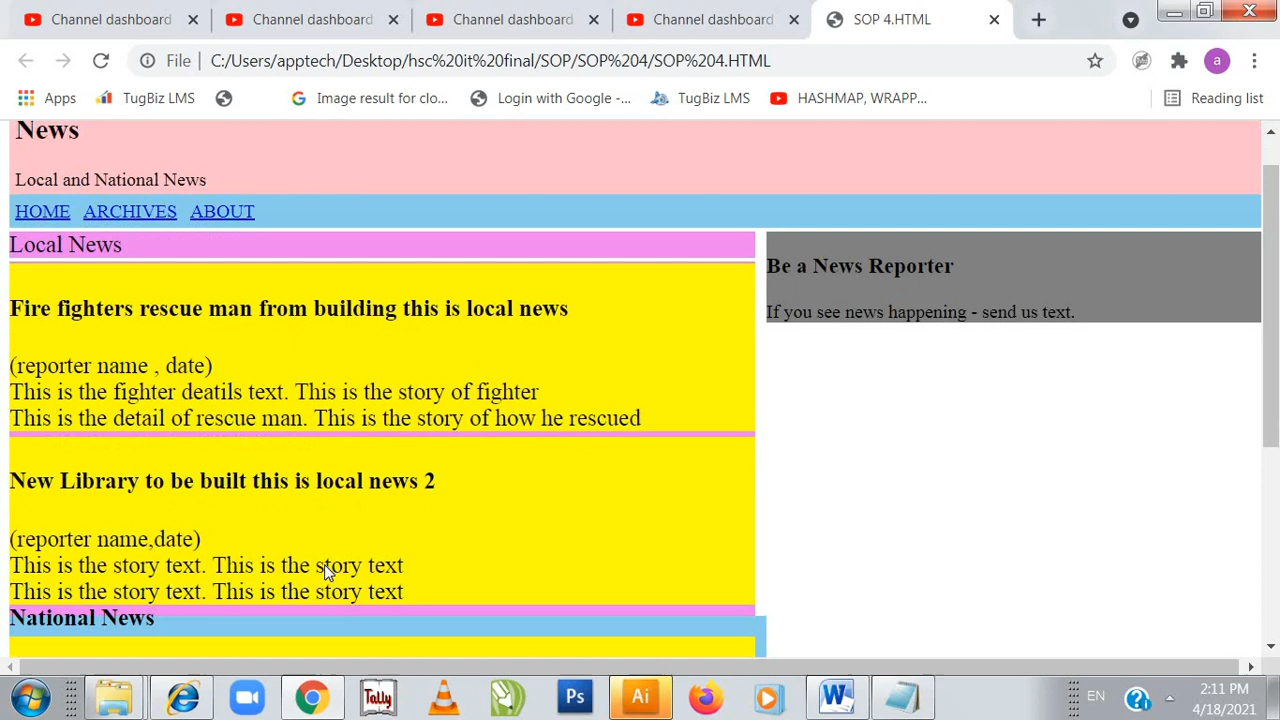 Channel dashboard
Channel dashboard
Channel dashboard
Channel dashboard
SOP 4.HTML
File
C:/Users/apptech/Desktop/hsc%20it%20final/SOP/SOP%204/SOP%204.HTML
a
Apps
TugBiz LMS
Image result for clo...
Login with Google -...
TugBiz LMS
HASHMAP, WRAPP...
Reading list
News
Local and National News
HOME ARCHIVES ABOUT
Local News
Fire fighters rescue man from building this is local news
(reporter name , date)
This is the fighter deatils text. This is the story of fighter
This is the detail of rescue man. This is the story of how he rescued
New Library to be built this is local news 2
(reporter name,date)
This is the story text. This is the story text
This is the story text. This is the story text
National News
Be a News Reporter
If you see news happening - send us text.
Tally
Ps
Ai
EN
2:11 PM
4/18/2021